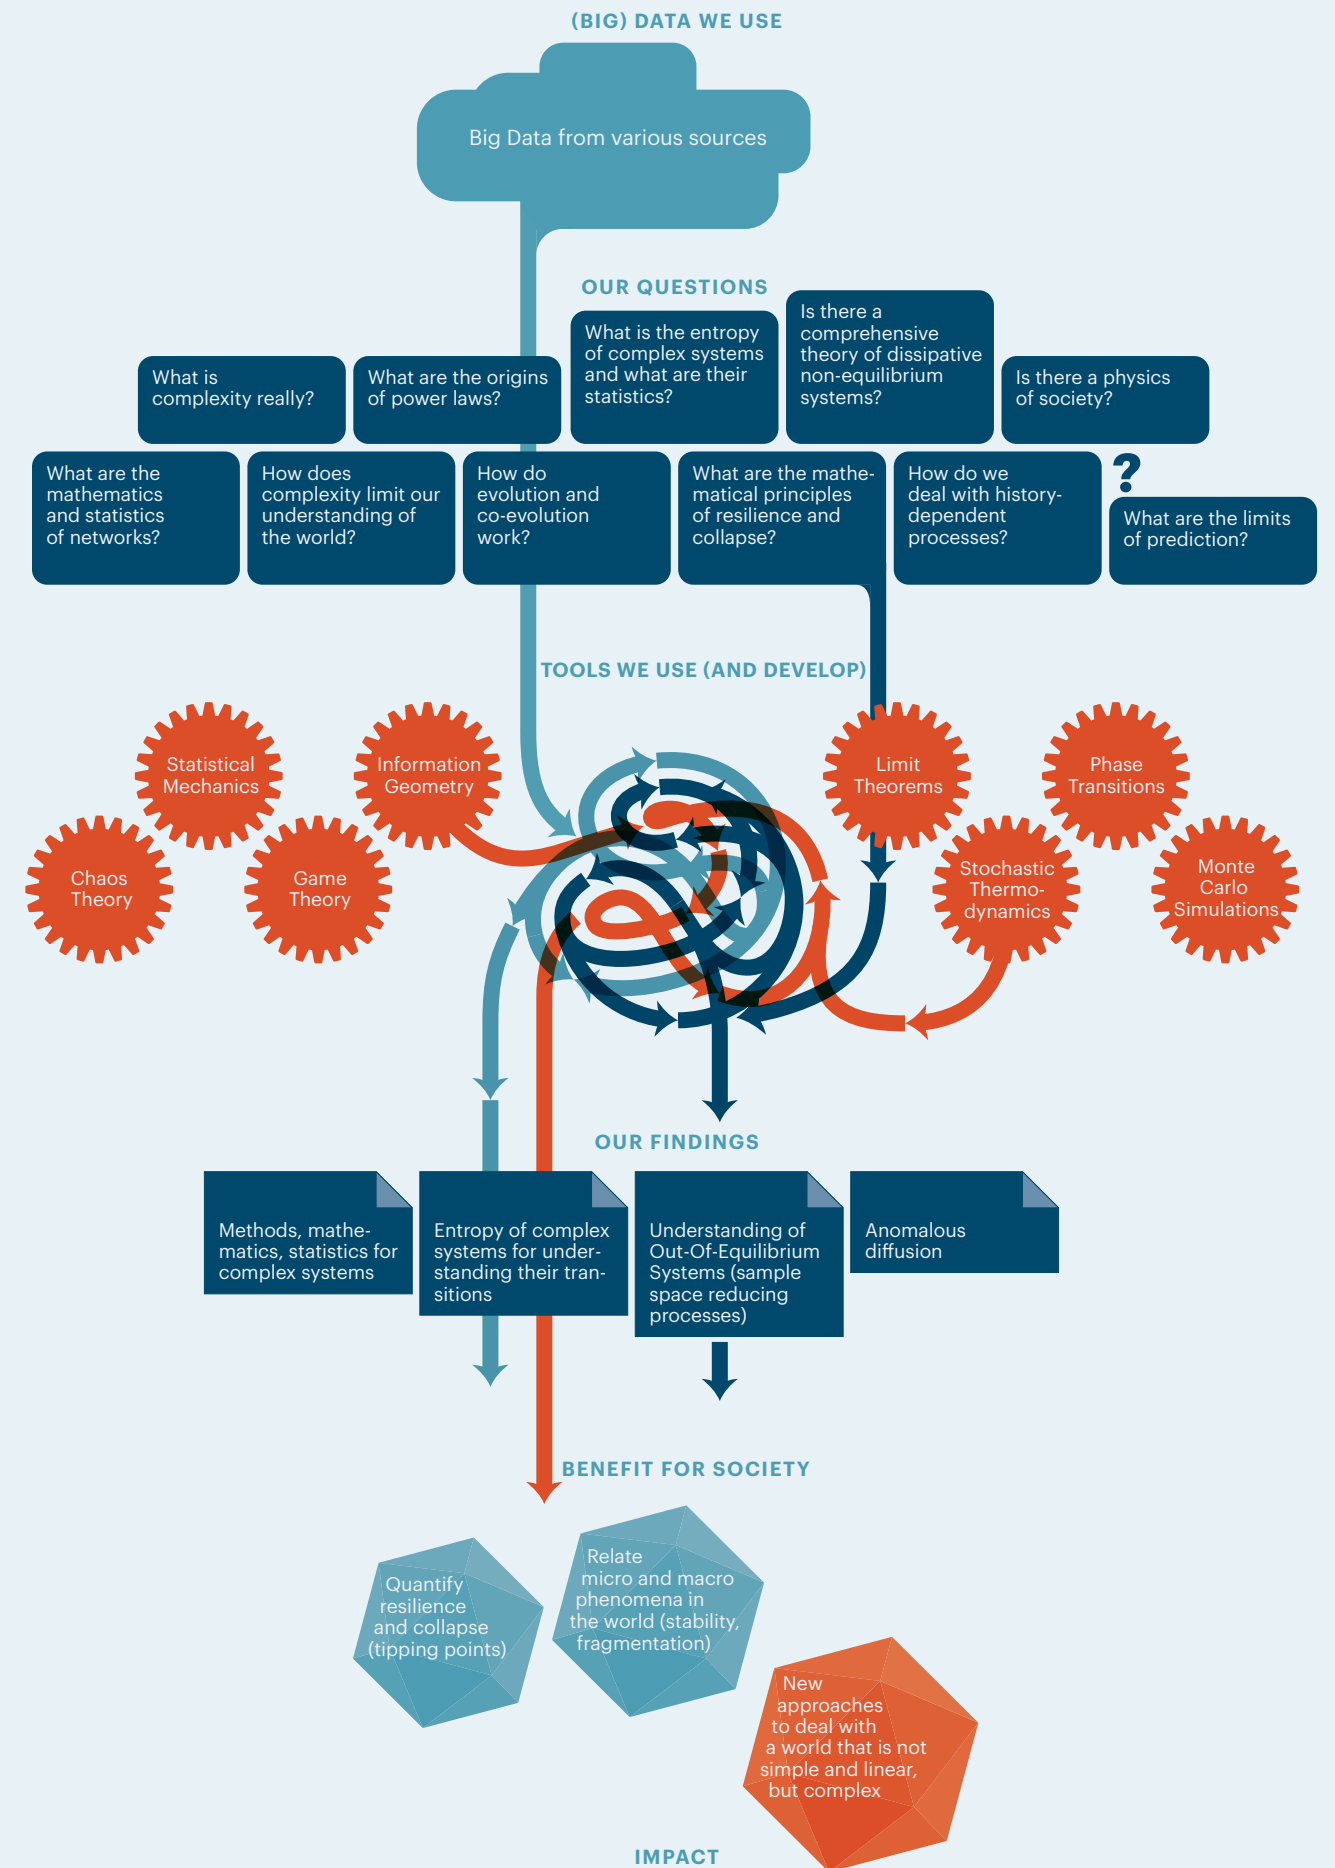 (BIG) DATA WE USE
Big Data from various sources
OUR QUESTIONS
What is
complexity really?
What are the origins
of power laws?
What is the entropy
of complex systems
and what are their
statistics?
Is there a
comprehensive
theory of dissipative
non-equilibrium
systems?
Is there a physics
of society?
What are the
mathematics
and statistics
of networks?
How does
complexity limit our
understanding of
the world?
How do
evolution and
co-evolution
work?
What are the mathe-
matical principles
of resilience and
collapse?
How do we
deal with history-
dependent
processes?
?
What are the limits
of prediction?
TOOLS WE USE (AND DEVELOP)
Statistical
Mechanics
Information
Geometry
Limit
Theorems
Phase
Transitions
Chaos
Theory
Game
Theory
Stochastic
Thermo-
dynamics
Monte
Carlo
Simulations
OUR FINDINGS
Methods, mathe-
matics, statistics for
complex systems
Entropy of complex
systems for under-
standing their tran-
sitions
Understanding of
Out-Of-Equilibrium
Systems (sample
space reducing
processes)
Anomalous
diffusion
BENEFIT FOR SOCIETY
Quantify
resilience
and collapse
(tipping points)
Relate
micro and macro
phenomena in
the world (stability,
fragmentation)
New
approaches
to deal with
a world that is not
simple and linear,
but complex
IMPACT